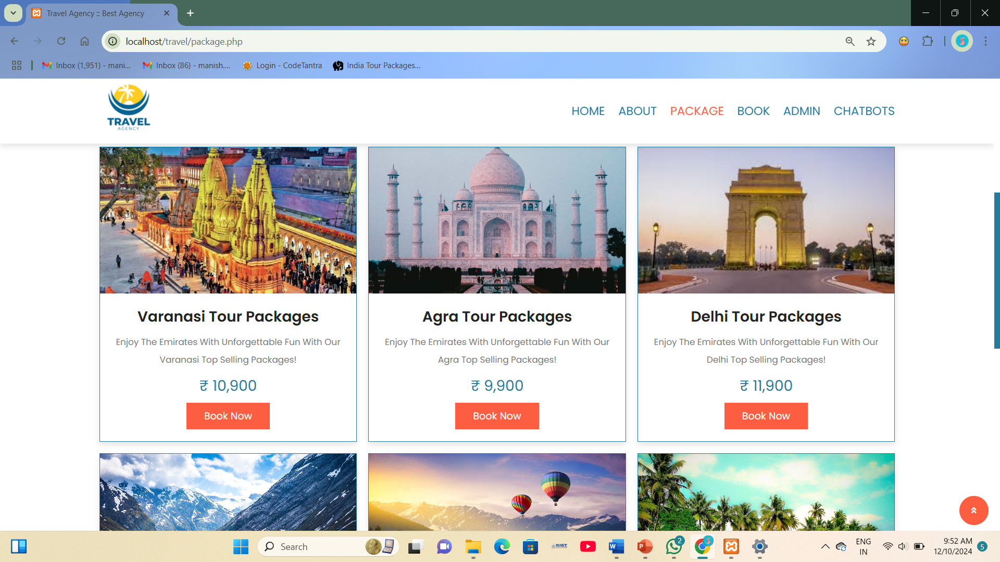 Travel Agency :: Best Agency
localhost/travel/package.php
Inbox (1,951) - mani...
Inbox (86) - manish....
Login - CodeTantra
India Tour Packages...
TRAVEL
AGENCY
HOME
ABOUT
PACKAGE
BOOK
ADMIN
CHATBOTS
Varanasi Tour Packages
Enjoy The Emirates With Unforgettable Fun With Our
Varanasi Top Selling Packages!
₹ 10,900
Book Now
Agra Tour Packages
Enjoy The Emirates With Unforgettable Fun With Our
Agra Top Selling Packages!
₹ 9,900
Book Now
Delhi Tour Packages
Enjoy The Emirates With Unforgettable Fun With Our
Delhi Top Selling Packages!
₹ 11,900
Book Now
Search
KIET
W
P
2
ENG
IN
9:52 AM
12/10/2024
5